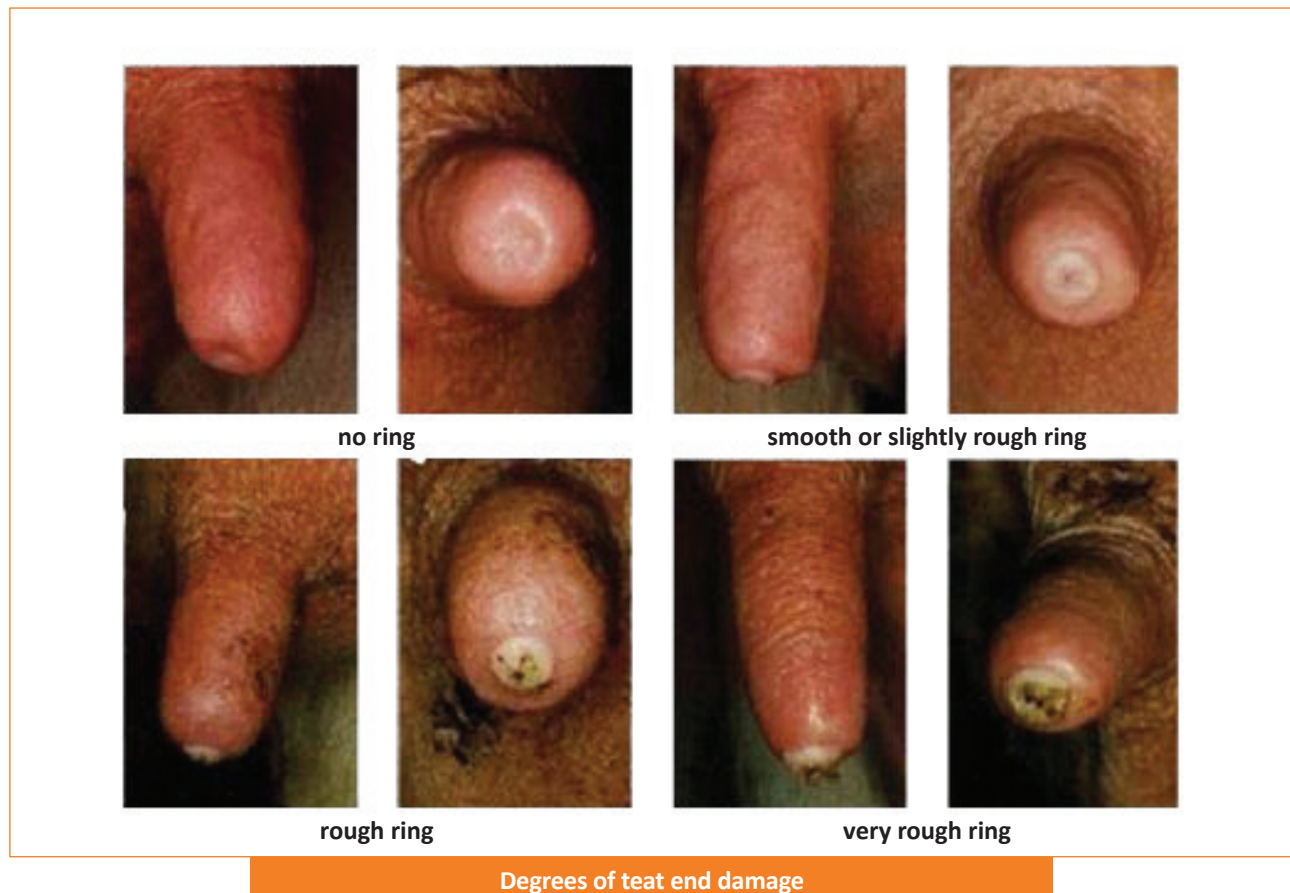 no ring
smooth or slightly rough ring
rough ring
very rough ring
Degrees of teat end damage